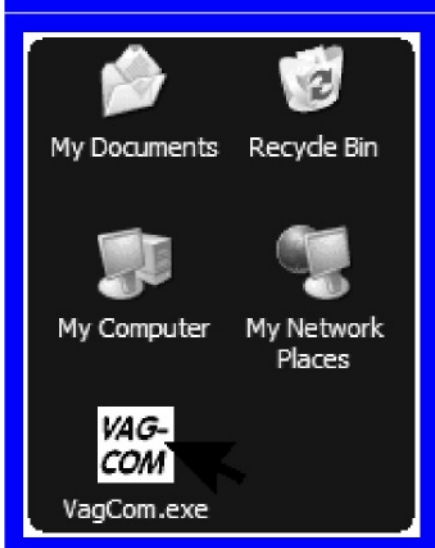 My Documents
Recycle Bin
My Computer
My Network
Places
VAG-
COM
VagCom.exe